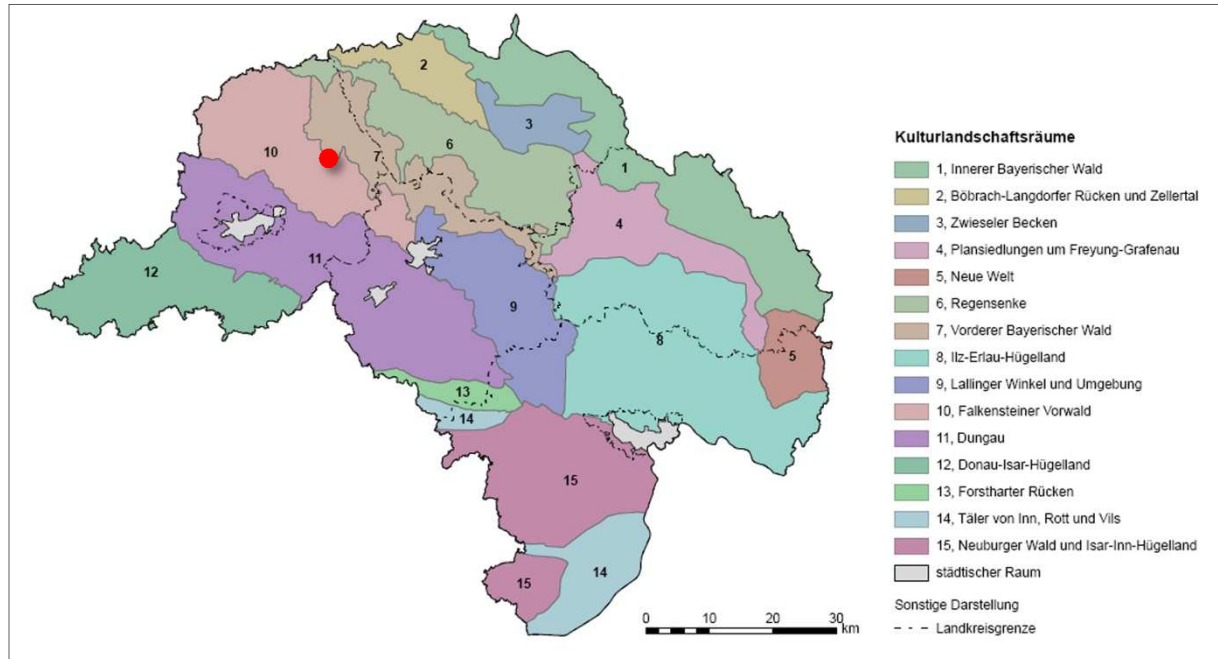 2
3
1
10
7
6
4
12
11
9
8
5
13
14
15
14
15
Kulturlandschaftsräume
1, Innerer Bayerischer Wald
2, Böbrach-Langdorfer Rücken und Zellertal
3, Zwieseler Becken
4, Plansiedlungen um Freyung-Grafenau
5, Neue Welt
6, Regensenke
7, Vorderer Bayerischer Wald
8, Ilz-Erlau-Hügelland
9, Lallinger Winkel und Umgebung
10, Falkensteiner Vorwald
11, Dungau
12, Donau-Isar-Hügelland
13, Forstharter Rücken
14, Täler von Inn, Rott und Vils
15, Neuburger Wald und Isar-Inn-Hügelland
städtischer Raum
Sonstige Darstellung
Landkreisgrenze
0 10 20 30
km